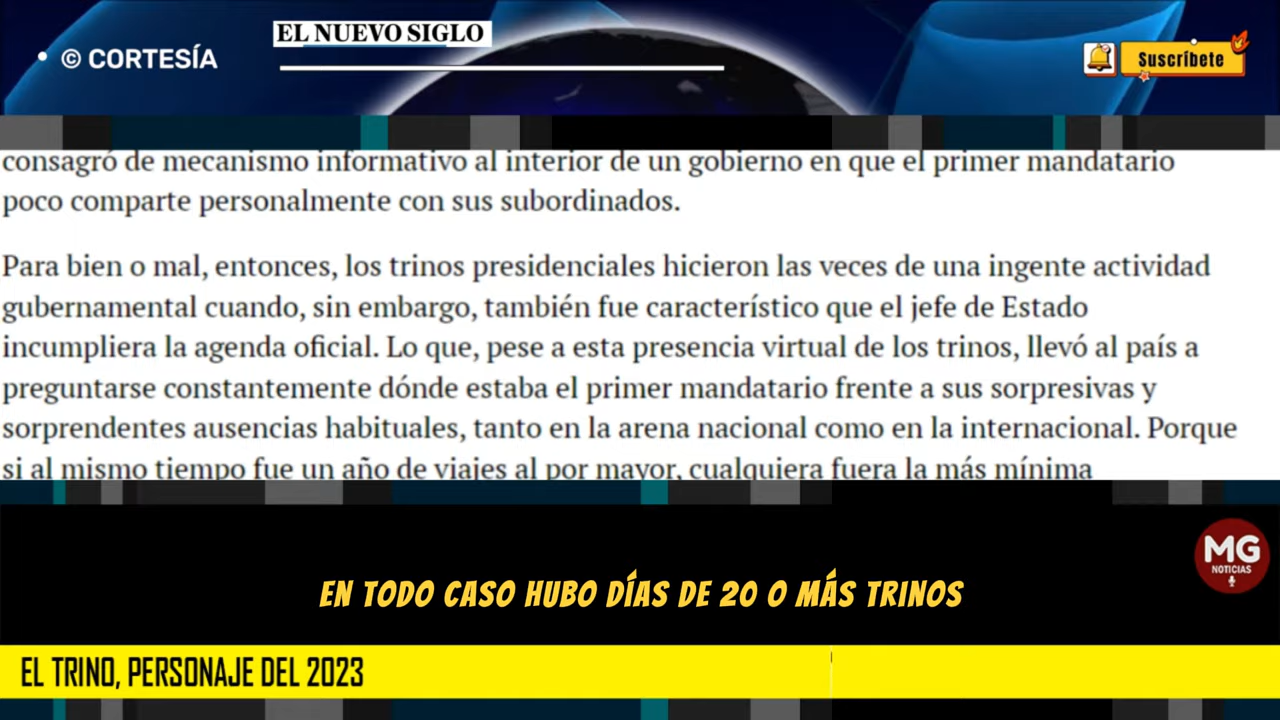 EL NUEVO SIGLO
• © CORTESÍA
Suscríbete
consagró de mecanismo informativo al interior de un gobierno en que el primer mandatario
poco comparte personalmente con sus subordinados.
Para bien o mal, entonces, los trinos presidenciales hicieron las veces de una ingente actividad
gubernamental cuando, sin embargo, también fue característico que el jefe de Estado
incumpliera la agenda oficial. Lo que, pese a esta presencia virtual de los trinos, llevó al país a
preguntarse constantemente dónde estaba el primer mandatario frente a sus sorpresivas y
sorprendentes ausencias habituales, tanto en la arena nacional como en la internacional. Porque
si al mismo tiempo fue un año de viajes al por mayor, cualquiera fuera la más mínima
MG
NOTICIAS
EN TODO CASO HUBO DÍAS DE 20 O MÁS TRINOS
EL TRINO, PERSONAJE DEL 2023